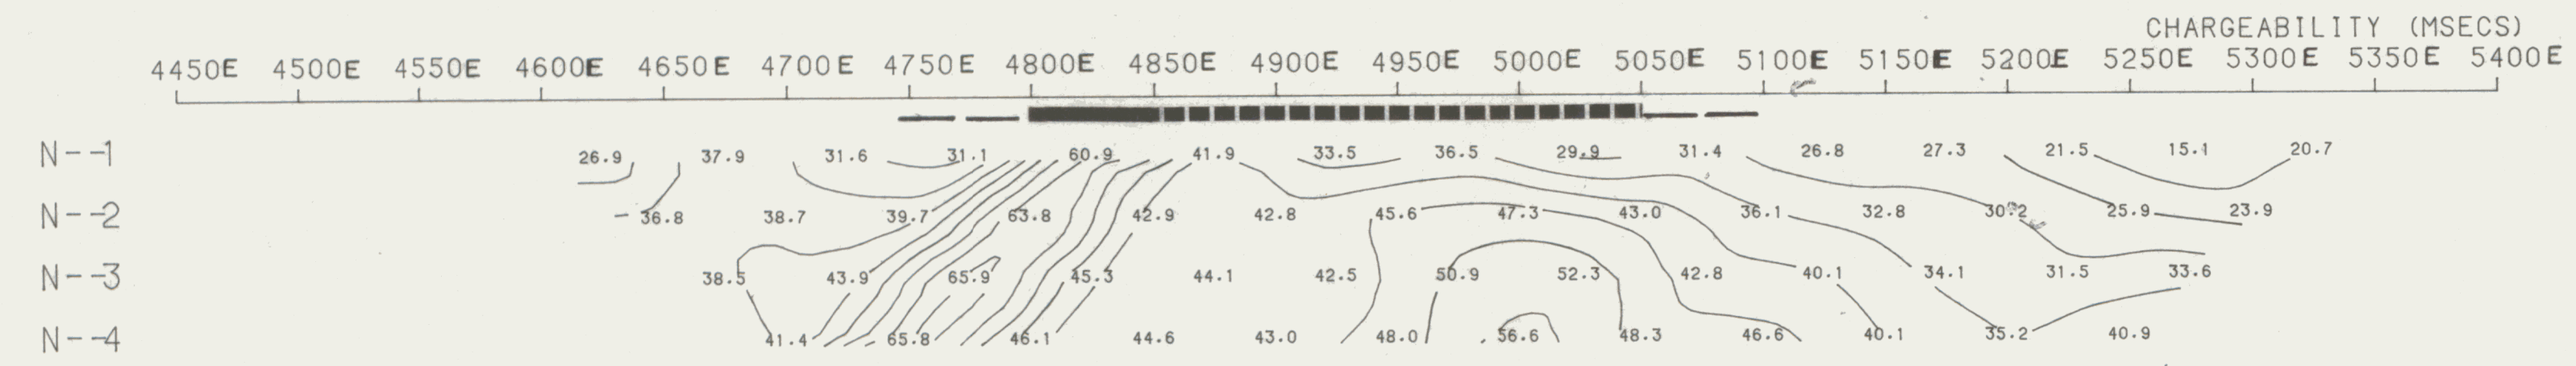 CHARGEABILITY (MSECS)
4450E 4500E 4550E 4600E 4650E 4700E 4750E 4800E 4850E 4900E 4950E 5000E 5050E 5100E 5150E 5200E 5250E 5300E 5350E 5400E
N--1 26.9 37.9 31.6 31.1 60.9 41.9 33.5 36.5 29.9 31.4 26.8 27.3 21.5 15.1 20.7
N--2 36.8 38.7 39.7 63.8 42.9 42.8 45.6 47.3 43.0 36.1 32.8 30.2 25.9 23.9
N--3 38.5 43.9 65.9 45.3 44.1 42.5 50.9 52.3 42.8 40.1 34.1 31.5 33.6
N--4 41.4 65.8 46.1 44.6 43.0 48.0 56.6 48.3 46.6 40.1 35.2 40.9